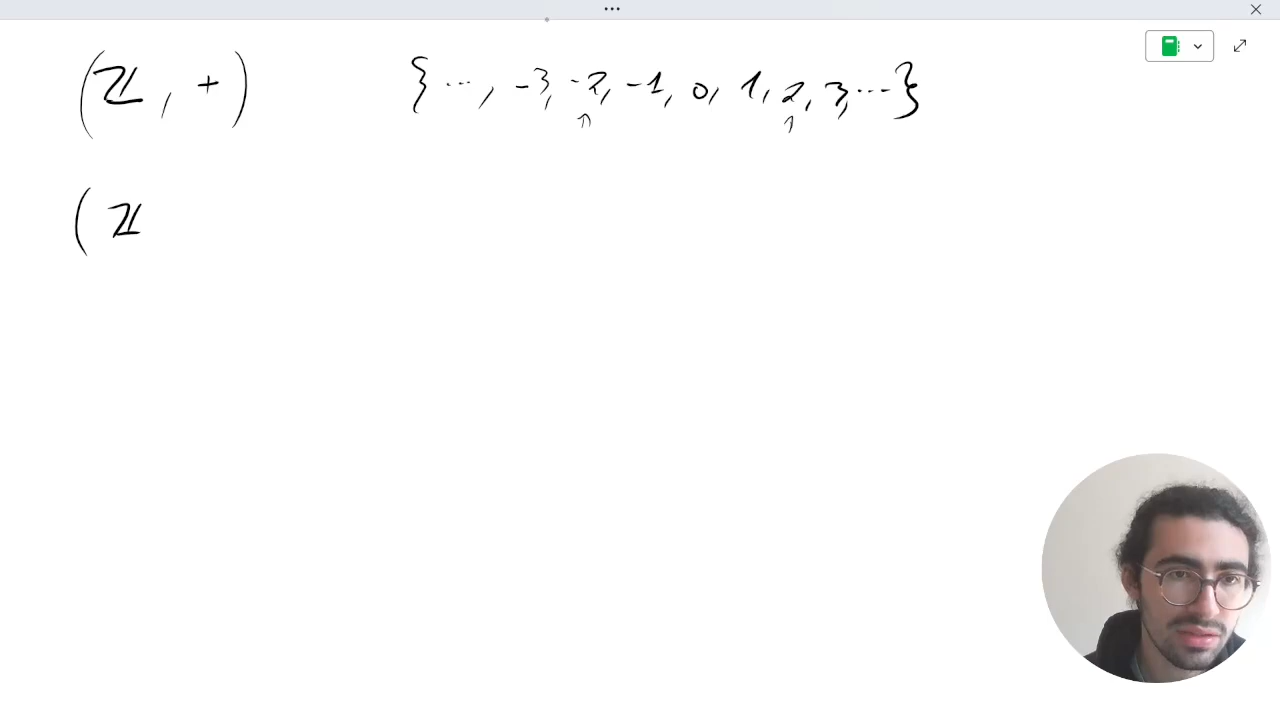 (ℤ, +) {..., -3, -2, -1, 0, 1, 2, 3, ...}
↑ ↑
(ℤ